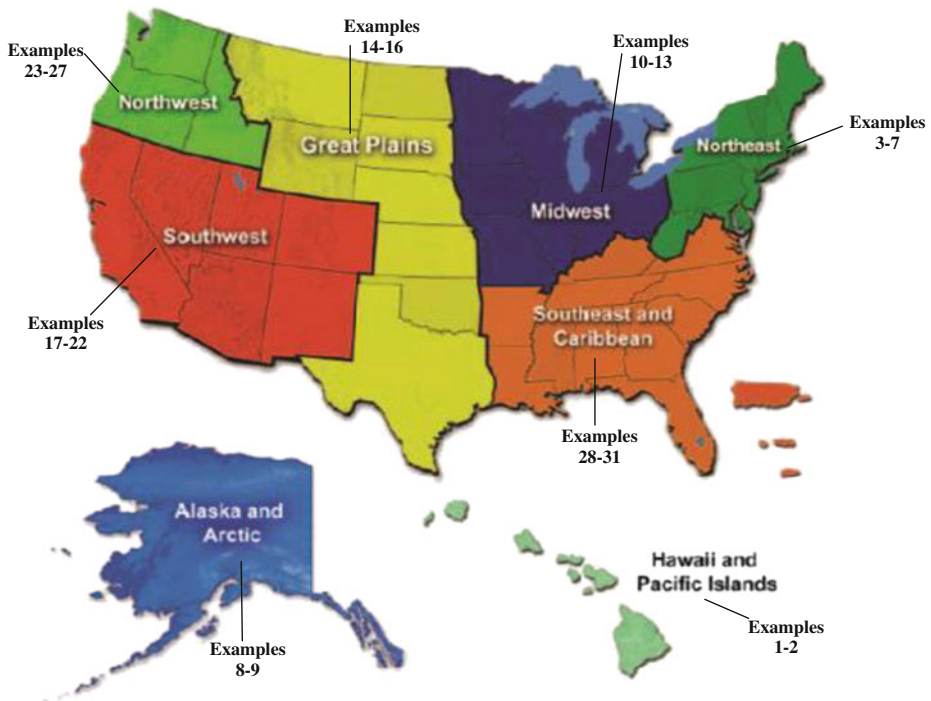 Examples
14-16
Examples
10-13
Examples
23-27
Northwest
Great Plains
Examples
3-7
Northeast
Midwest
Southwest
Examples
17-22
Southeast and
Caribbean
Examples
28-31
Alaska and
Arctic
Examples
8-9
Hawaii and
Pacific Islands
Examples
1-2